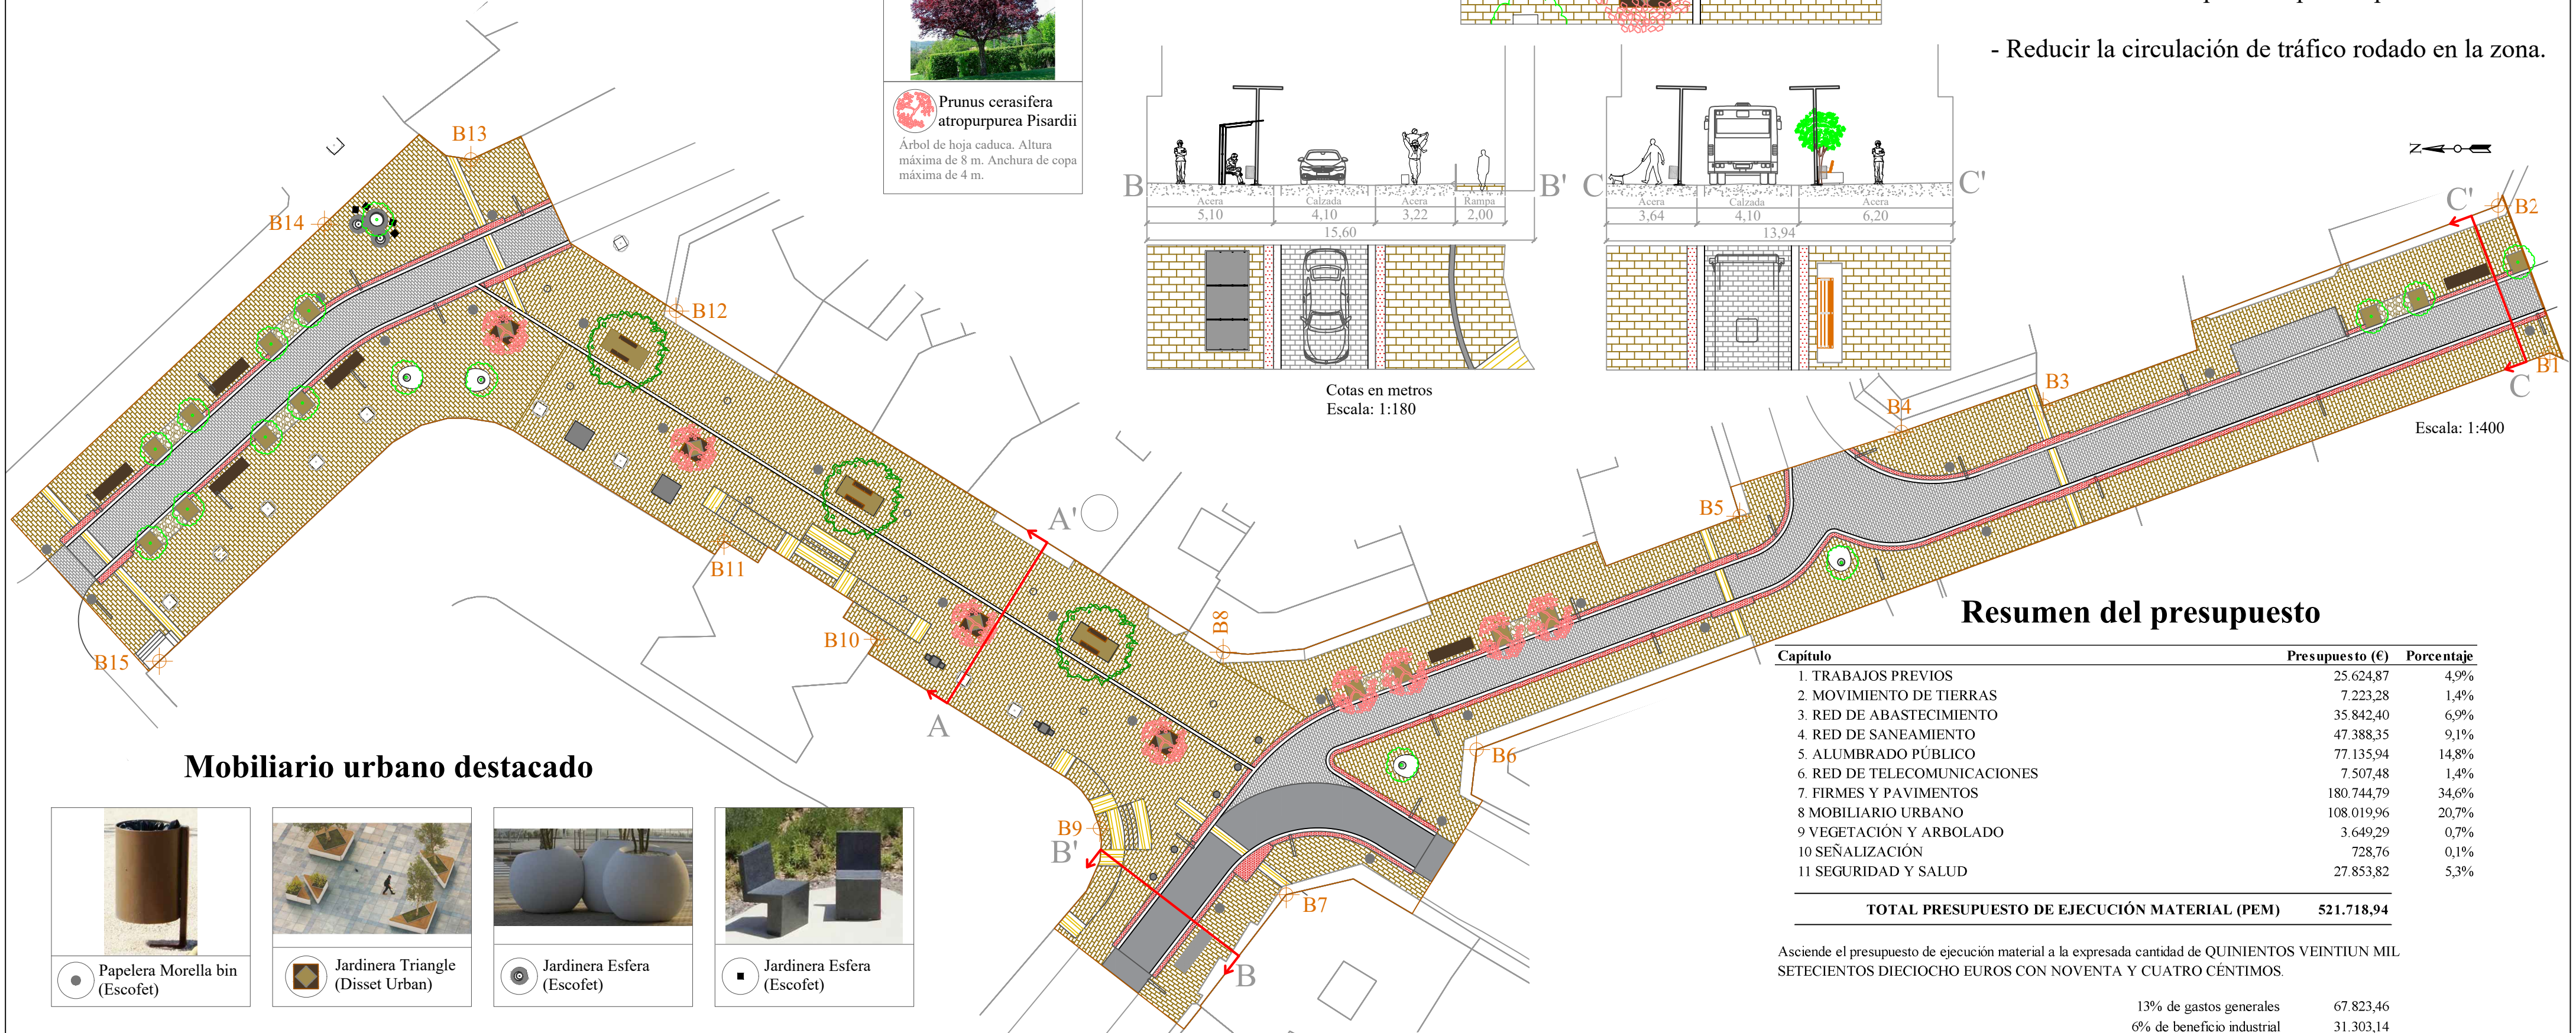 - Reducir la circulación de tráfico rodado en la zona.
Prunus cerasifera
atropurpurea Pisardii
Árbol de hoja caduca. Altura
máxima de 8 m. Anchura de copa
máxima de 4 m.
B
B'
Acera
Calzada
Acera
Rampa
5,10
4,10
3,22
2,00
15,60
C
C'
Acera
Calzada
Acera
3,64
4,10
6,20
13,94
Cotas en metros
Escala: 1:180
N
C'
B2
B1
C
Escala: 1:400
B13
B14
B12
B3
B4
B5
A'
B11
B8
B10
B15
A
B6
B9
B'
B7
B
Mobiliario urbano destacado
Papelera Morella bin
(Escofet)
Jardinera Triangle
(Disset Urban)
Jardinera Esfera
(Escofet)
Jardinera Esfera
(Escofet)
Resumen del presupuesto
Capítulo Presupuesto (€) Porcentaje
1. TRABAJOS PREVIOS 25.624,87 4,9%
2. MOVIMIENTO DE TIERRAS 7.223,28 1,4%
3. RED DE ABASTECIMIENTO 35.842,40 6,9%
4. RED DE SANEAMIENTO 47.388,35 9,1%
5. ALUMBRADO PÚBLICO 77.135,94 14,8%
6. RED DE TELECOMUNICACIONES 7.507,48 1,4%
7. FIRMES Y PAVIMENTOS 180.744,79 34,6%
8 MOBILIARIO URBANO 108.019,96 20,7%
9 VEGETACIÓN Y ARBOLADO 3.649,29 0,7%
10 SEÑALIZACIÓN 728,76 0,1%
11 SEGURIDAD Y SALUD 27.853,82 5,3%
TOTAL PRESUPUESTO DE EJECUCIÓN MATERIAL (PEM) 521.718,94
Asciende el presupuesto de ejecución material a la expresada cantidad de QUINIENTOS VEINTIUN MIL
SETECIENTOS DIECIOCHO EUROS CON NOVENTA Y CUATRO CÉNTIMOS.
13% de gastos generales 67.823,46
6% de beneficio industrial 31.303,14